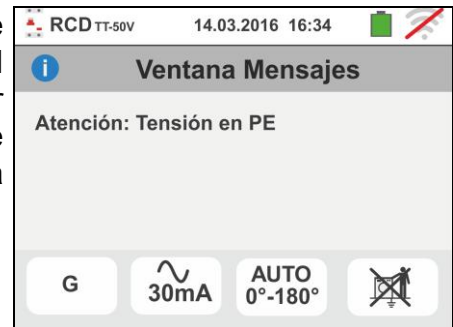 RCD TT-50V 14.03.2016 16:34
Ventana Mensajes
Atención: Tensión en PE
G 30mA AUTO
0°-180°